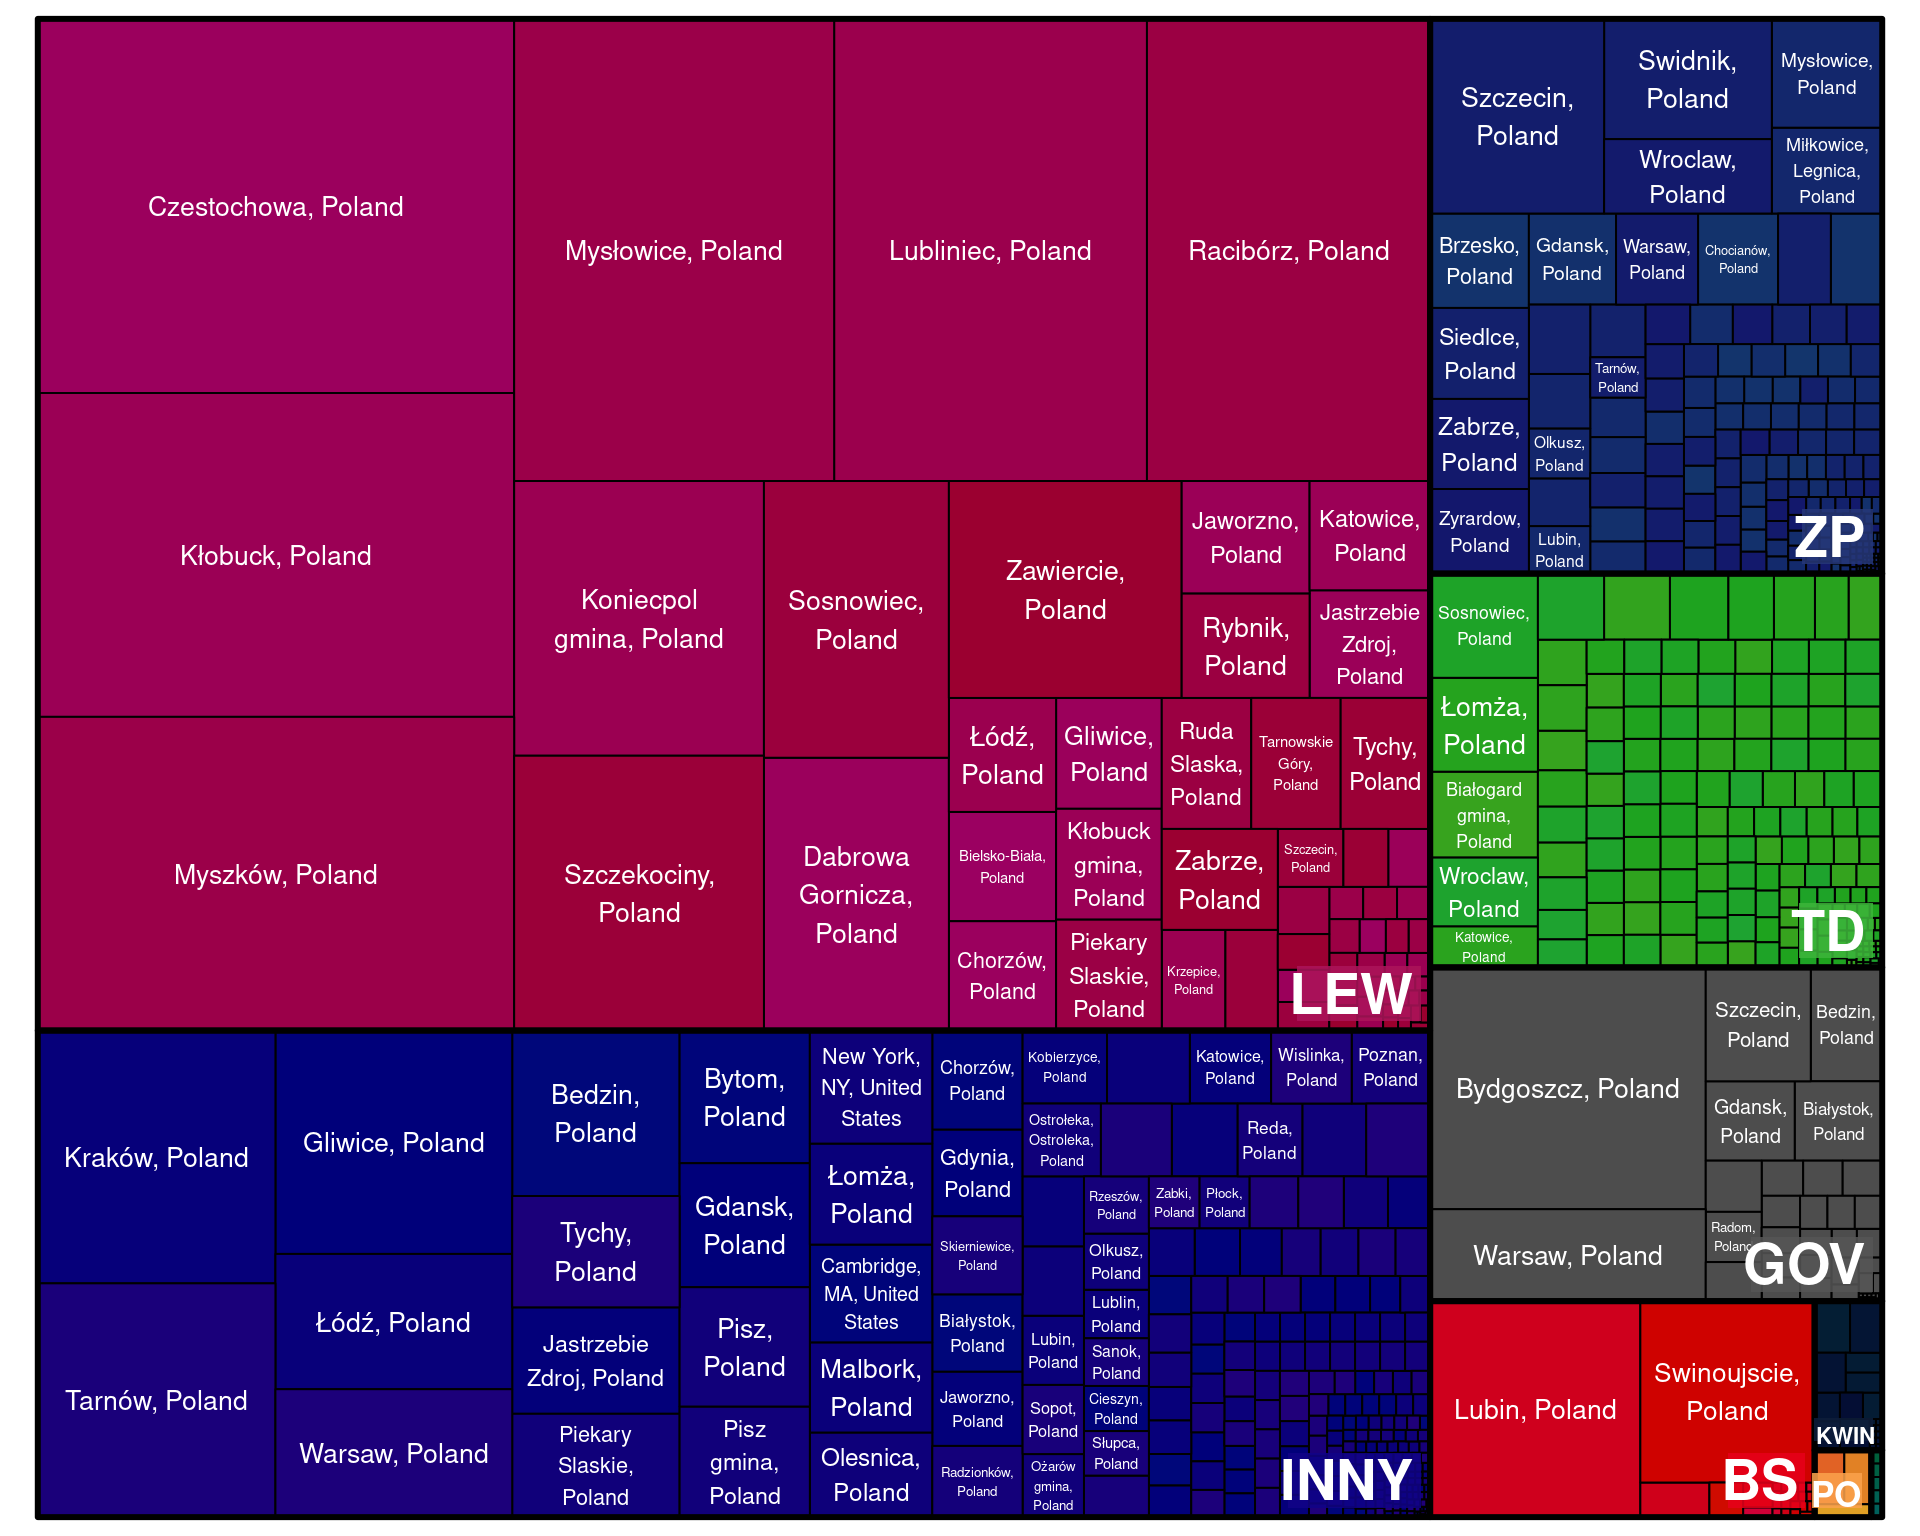 Czestochowa, Poland
Kłobuck, Poland
Myszków, Poland
Mysłowice, Poland
Lubliniec, Poland
Racibórz, Poland
Koniecpol
gmina, Poland
Szczekociny,
Poland
Sosnowiec,
Poland
Dabrowa
Gornicza,
Poland
Zawiercie,
Poland
Jaworzno,
Poland
Katowice,
Poland
Rybnik,
Poland
Jastrzebie
Zdroj,
Poland
Łódź,
Poland
Bielsko-Biała,
Poland
Chorzów,
Poland
Gliwice,
Poland
Kłobuck
gmina,
Poland
Piekary
Slaskie,
Poland
Ruda
Slaska,
Poland
Tarnowskie
Góry,
Poland
Tychy,
Poland
Zabrze,
Poland
Szczecin,
Poland
Krzepice,
Poland
LEW
Kraków, Poland
Tarnów, Poland
Gliwice, Poland
Łódź, Poland
Warsaw, Poland
Bedzin,
Poland
Tychy,
Poland
Jastrzebie
Zdroj, Poland
Piekary
Slaskie,
Poland
Bytom,
Poland
Gdansk,
Poland
Pisz,
Poland
Pisz
gmina,
Poland
New York,
NY, United
States
Łomża,
Poland
Cambridge,
MA, United
States
Malbork,
Poland
Olesnica,
Poland
Chorzów,
Poland
Gdynia,
Poland
Skierniewice,
Poland
Białystok,
Poland
Jaworzno,
Poland
Radzionków,
Poland
Kobierzyce,
Poland
Katowice,
Poland
Wislinka,
Poland
Poznan,
Poland
Ostrołeka,
Ostroleka,
Poland
Reda,
Poland
Rzeszów,
Poland
Zabki,
Poland
Płock,
Poland
Olkusz,
Poland
Lublin,
Poland
Lubin,
Poland
Sanok,
Poland
Sopot,
Poland
Cieszyn,
Poland
Słupca,
Poland
Ożarów
gmina,
Poland
INNY
Szczecin,
Poland
Swidnik,
Poland
Wroclaw,
Poland
Mysłowice,
Poland
Miłkowice,
Legnica,
Poland
Brzesko,
Poland
Gdansk,
Poland
Warsaw,
Poland
Chocianów,
Poland
Siedlce,
Poland
Tarnów,
Poland
Zabrze,
Poland
Olkusz,
Poland
Zyrardow,
Poland
Lubin,
Poland
ZP
Sosnowiec,
Poland
Łomża,
Poland
Białogard
gmina,
Poland
Wroclaw,
Poland
Katowice,
Poland
TD
Bydgoszcz, Poland
Warsaw, Poland
Szczecin,
Poland
Bedzin,
Poland
Gdansk,
Poland
Białystok,
Poland
Radom,
Poland
GOV
Lubin, Poland
Swinoujscie,
Poland
BS
KWIN
PO